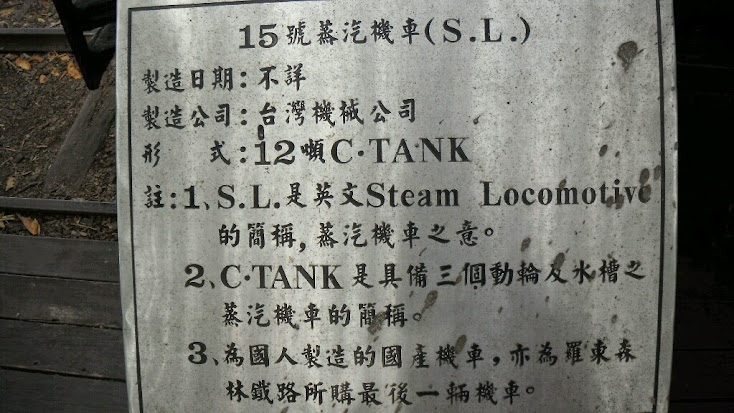 15號蒸汽機車(S.L.)
製造日期：不詳
製造公司：台灣機械公司
形　式：12噸C·TANK
註：1、S.L.是英文Steam Locomotive
的簡稱，蒸汽機車之意。
2、C·TANK是具備三個動輪及水槽之
蒸汽機車的簡稱。
3、為國人製造的國產機車，亦為羅東森
林鐵路所購最後一輛機車。